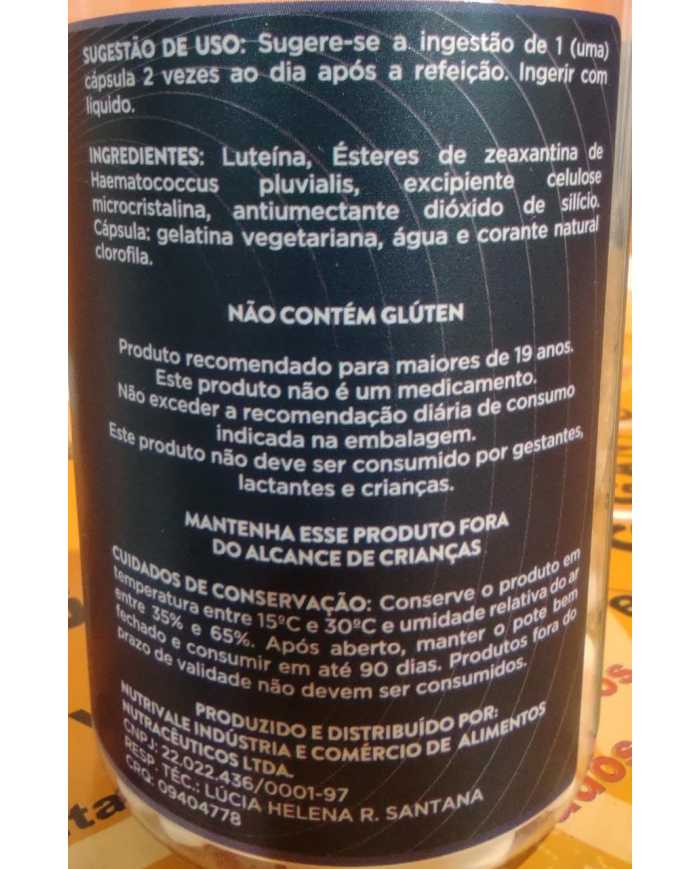 SUGESTÃO DE USO: Sugere-se a ingestão de 1 (uma)
cápsula 2 vezes ao dia após a refeição. Ingerir com
líquido.
INGREDIENTES: Luteína, Ésteres de zeaxantina de
Haematococcus pluvialis, excipiente celulose
microcristalina, antiumectante dióxido de silício.
Cápsula: gelatina vegetariana, água e corante natural
clorofila.
NÃO CONTÉM GLÚTEN
Produto recomendado para maiores de 19 anos.
Este produto não é um medicamento.
Não exceder a recomendação diária de consumo
indicada na embalagem.
Este produto não deve ser consumido por gestantes,
lactantes e crianças.
MANTENHA ESSE PRODUTO FORA
DO ALCANCE DE CRIANÇAS
CUIDADOS DE CONSERVAÇÃO: Conserve o produto em
temperatura entre 15ºC e 30ºC e umidade relativa do ar
entre 35% e 65%. Após aberto, manter o pote bem
fechado e consumir em até 90 dias. Produtos fora do
prazo de validade não devem ser consumidos.
PRODUZIDO E DISTRIBUÍDO POR:
NUTRIVALE INDÚSTRIA E COMÉRCIO DE ALIMENTOS
NUTRACÊUTICOS LTDA.
CNPJ: 22.022.436/0001-97
RESP. TÉC.: LÚCIA HELENA R. SANTANA
CRQ: 09404778